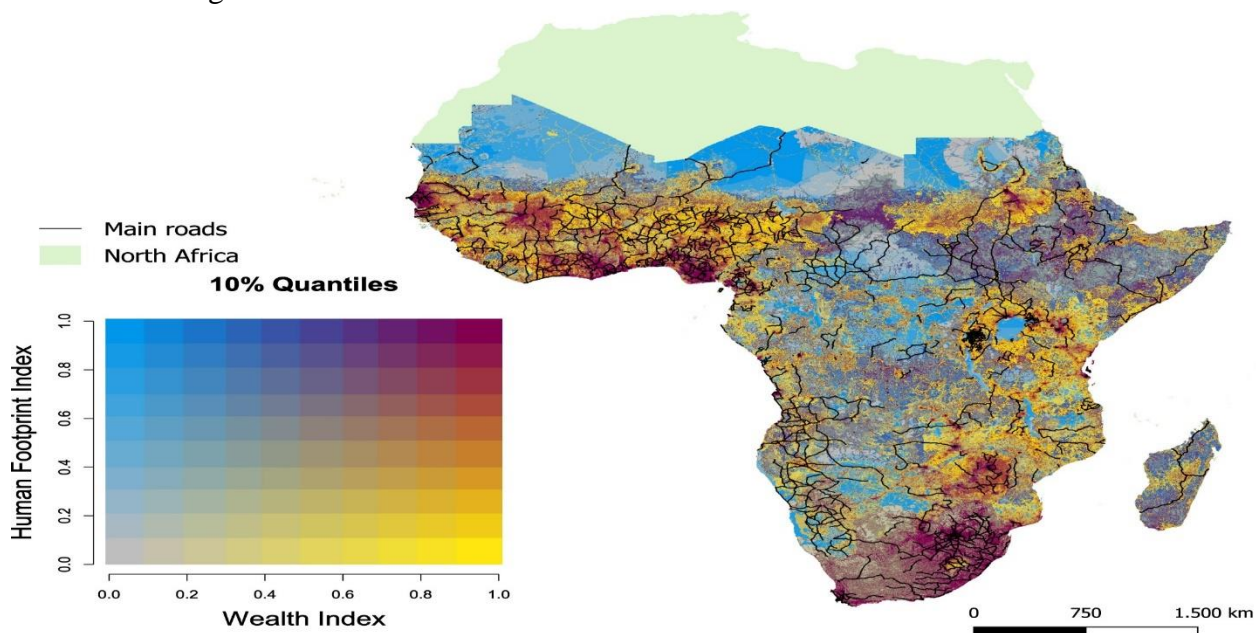 Main roads
North Africa
10% Quantiles
Human Footprint Index
1.0
0.8
0.6
0.4
0.2
0.0
0.0 0.2 0.4 0.6 0.8 1.0
Wealth Index
0 750 1.500 km